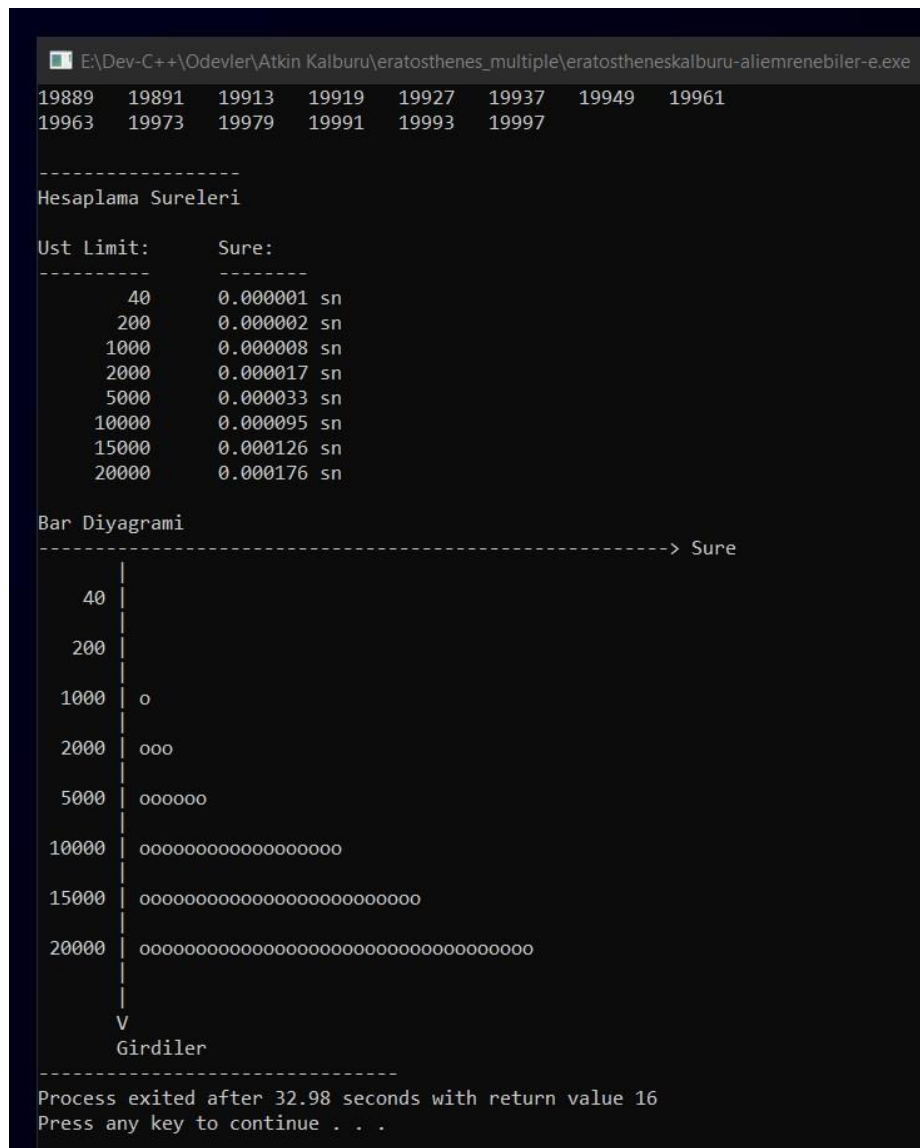 E:\Dev-C++\Odevler\Atkin Kalburu\eratosthenes_multiple\eratostheneskalburu-aliemrenebiler-e.exe
19889 19891 19913 19919 19927 19937 19949 19961
19963 19973 19979 19991 19993 19997
------------------
Hesaplama Sureleri
Ust Limit: Sure:
---------- --------
40 0.000001 sn
200 0.000002 sn
1000 0.000008 sn
2000 0.000017 sn
5000 0.000033 sn
10000 0.000095 sn
15000 0.000126 sn
20000 0.000176 sn
Bar Diyagrami
--------------------------------------------------------> Sure
|
40 |
|
200 |
|
1000 | o
|
2000 | ooo
|
5000 | oooooo
|
10000 | oooooooooooooooooo
|
15000 | ooooooooooooooooooooooooo
|
20000 | ooooooooooooooooooooooooooooooooooo
|
|
V
Girdiler
--------------------------------
Process exited after 32.98 seconds with return value 16
Press any key to continue . . .